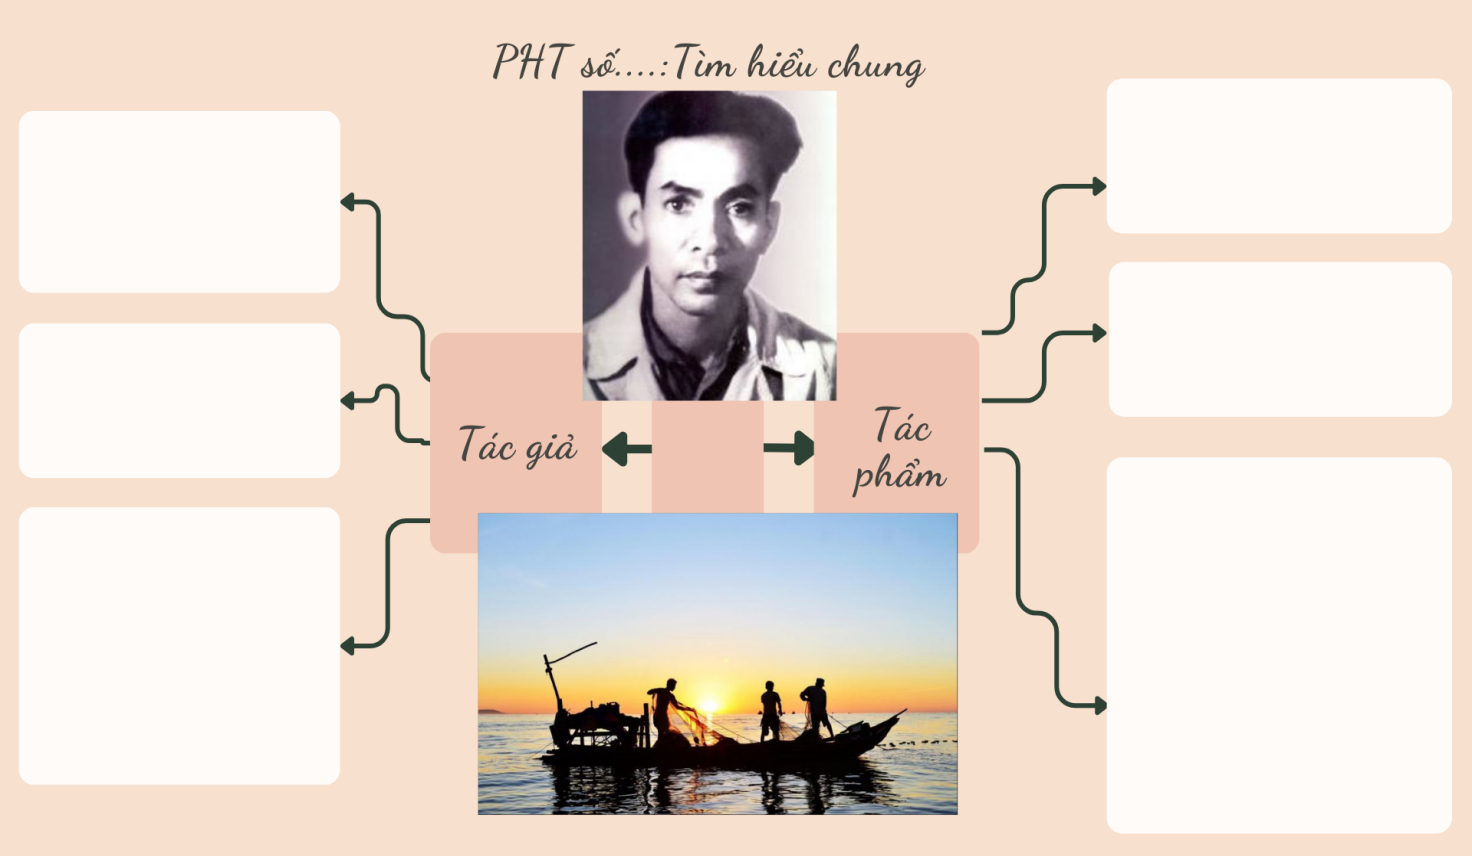 PHT số....:Tìm hiểu chung
Tác giả
Tác
phẩm